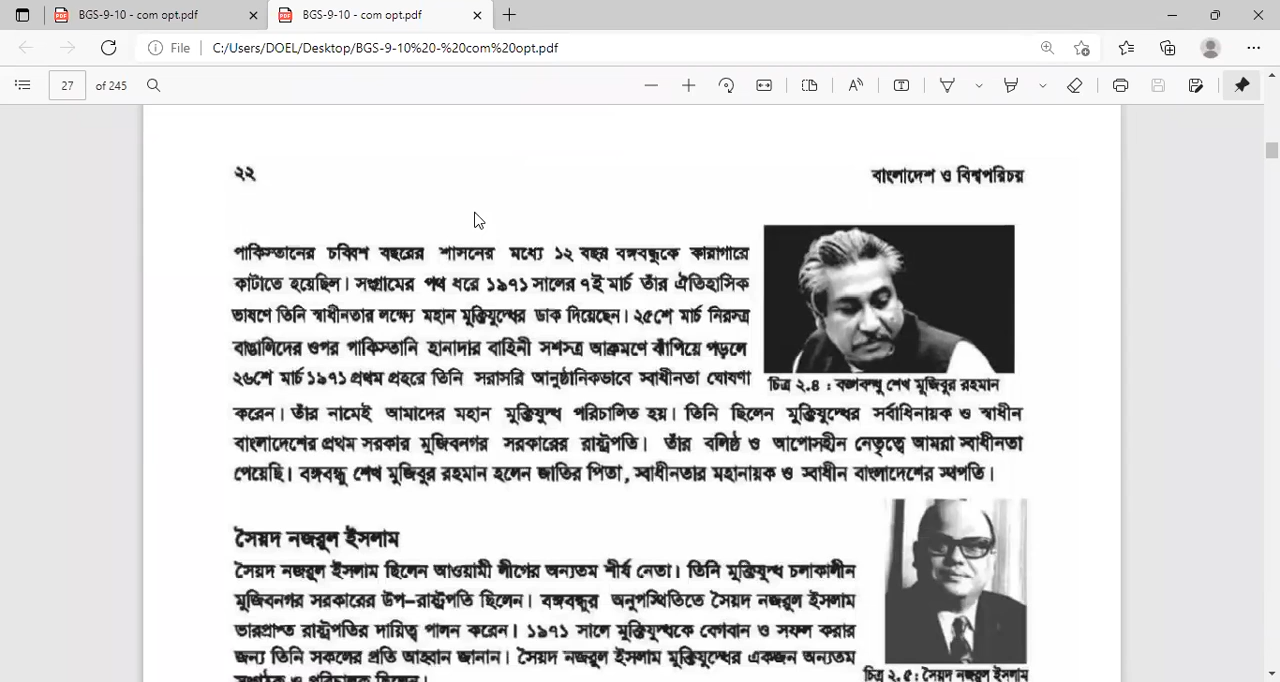 BGS-9-10 - com opt.pdf
BGS-9-10 - com opt.pdf
File
C:/Users/DOEL/Desktop/BGS-9-10%20-%20com%20opt.pdf
27 of 245
২২ বাংলাদেশ ও বিশ্বপরিচয়
পাকিস্তানের চব্বিশ বছরের শাসনের মধ্যে ১২ বছর বঙ্গবন্ধুকে কারাগারে
কাটাতে হয়েছিল। সংগ্রামের পথ ধরে ১৯৭১ সালের ৭ই মার্চ তাঁর ঐতিহাসিক
ভাষণে তিনি স্বাধীনতার লক্ষ্যে মহান মুক্তিযুদ্ধের ডাক দিয়েছেন। ২৫শে মার্চ নিরস্ত্র
বাঙালিদের ওপর পাকিস্তানি হানাদার বাহিনী সশস্ত্র আক্রমণে ঝাঁপিয়ে পড়লে
২৬শে মার্চ ১৯৭১ প্রথম প্রহরে তিনি সরাসরি আনুষ্ঠানিকভাবে স্বাধীনতা ঘোষণা
চিত্র ২.৪ : বঙ্গবন্ধু শেখ মুজিবুর রহমান
করেন। তাঁর নামেই আমাদের মহান মুক্তিযুদ্ধ পরিচালিত হয়। তিনি ছিলেন মুক্তিযুদ্ধের সর্বাধিনায়ক ও স্বাধীন
বাংলাদেশের প্রথম সরকার মুজিবনগর সরকারের রাষ্ট্রপতি। তাঁর বলিষ্ঠ ও আপোসহীন নেতৃত্বে আমরা স্বাধীনতা
পেয়েছি। বঙ্গবন্ধু শেখ মুজিবুর রহমান হলেন জাতির পিতা, স্বাধীনতার মহানায়ক ও স্বাধীন বাংলাদেশের স্থপতি।
সৈয়দ নজরুল ইসলাম
সৈয়দ নজরুল ইসলাম ছিলেন আওয়ামী লীগের অন্যতম শীর্ষ নেতা। তিনি মুক্তিযুদ্ধ চলাকালীন
মুজিবনগর সরকারের উপ-রাষ্ট্রপতি ছিলেন। বঙ্গবন্ধুর অনুপস্থিতিতে সৈয়দ নজরুল ইসলাম
ভারপ্রাপ্ত রাষ্ট্রপতির দায়িত্ব পালন করেন। ১৯৭১ সালে মুক্তিযুদ্ধকে বেগবান ও সফল করার
জন্য তিনি সকলের প্রতি আহ্বান জানান। সৈয়দ নজরুল ইসলাম মুক্তিযুদ্ধের একজন অন্যতম
সংগঠক ও পরিচালক ছিলেন।
চিত্র ২.৫ : সৈয়দ নজরুল ইসলাম